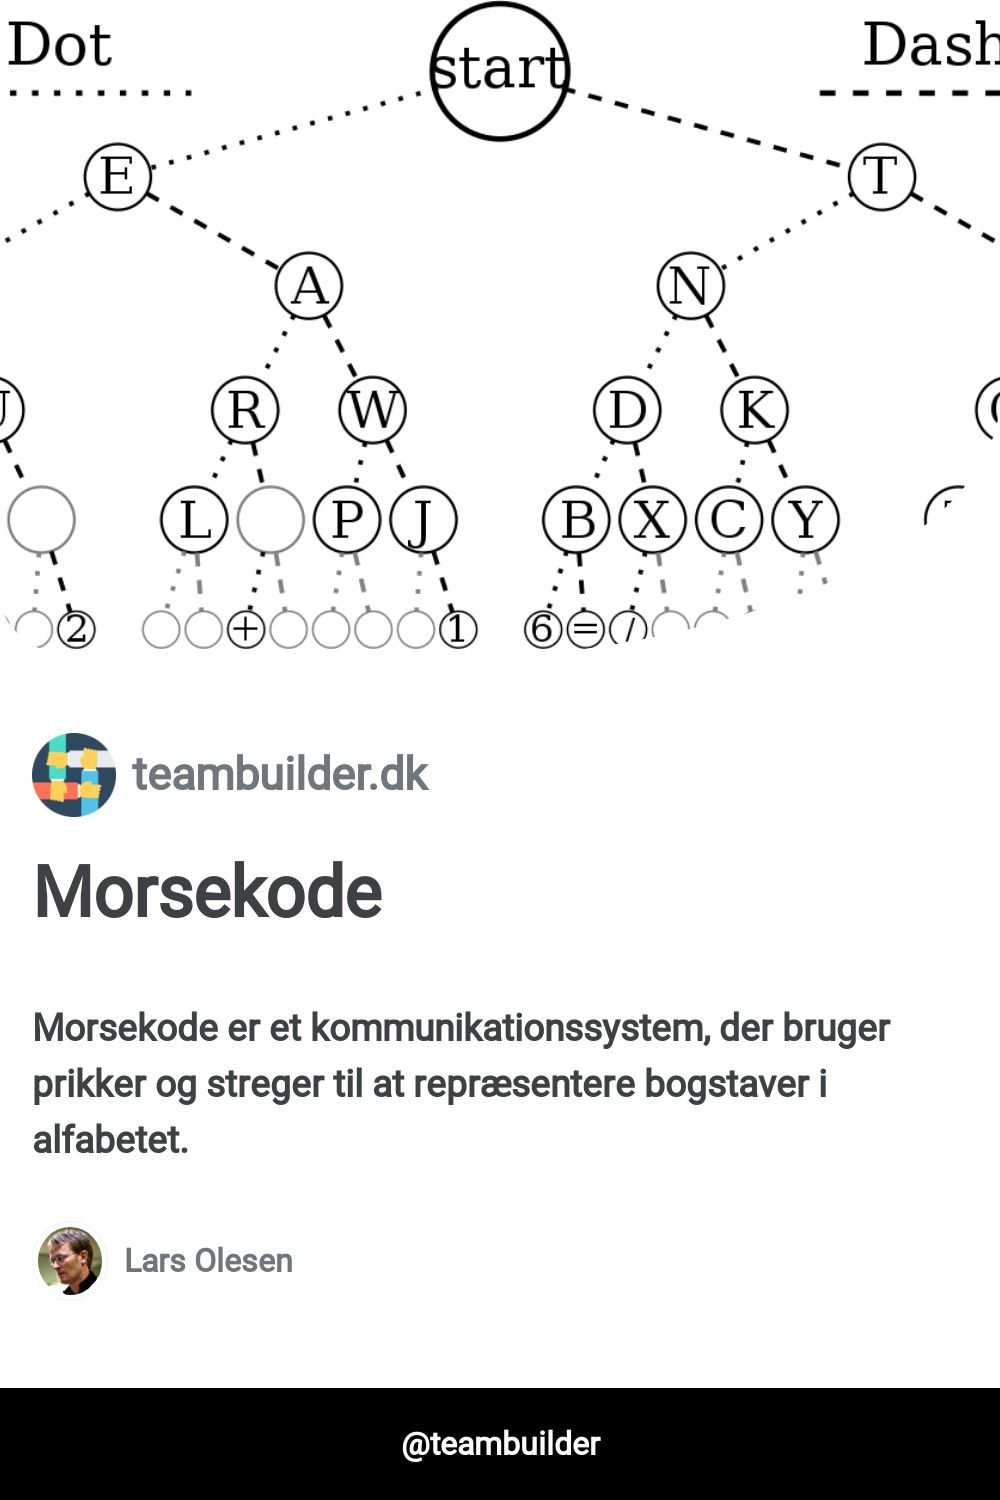 Dot
start
Dash
E
T
A
N
R
W
D
K
L
P
J
B
X
C
Y
2
+
1
6
=
/
teambuilder.dk
Morsekode
Morsekode er et kommunikationssystem, der bruger
prikker og streger til at repræsentere bogstaver i
alfabetet.
Lars Olesen
@teambuilder